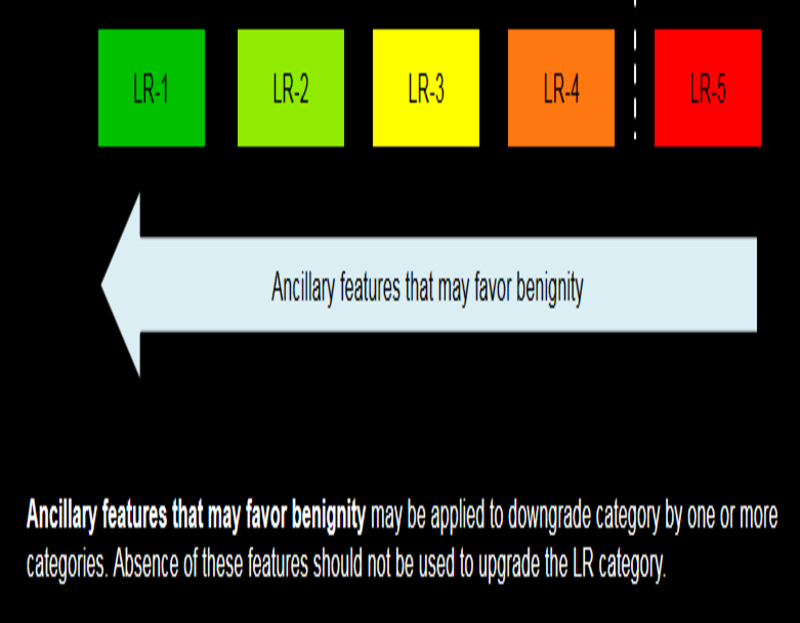 LR-1 LR-2 LR-3 LR-4 LR-5
Ancillary features that may favor benignity
Ancillary features that may favor benignity may be applied to downgrade category by one or more
categories. Absence of these features should not be used to upgrade the LR category.